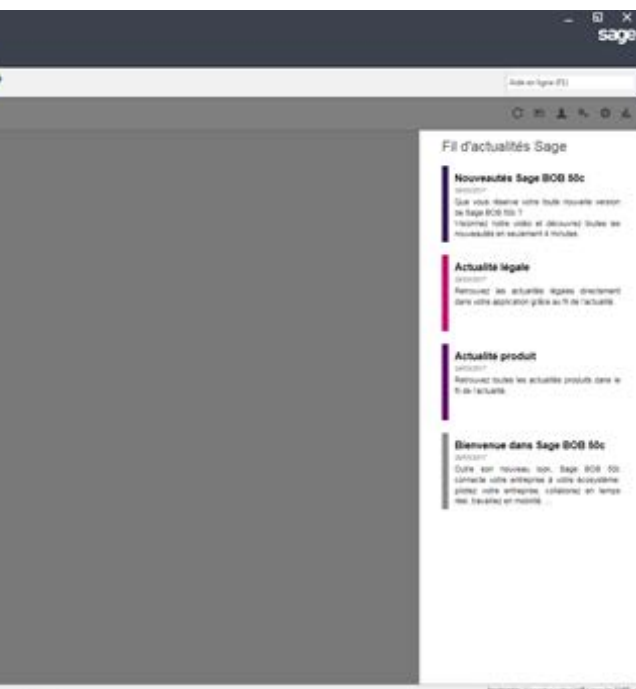 sage
Aide en ligne (F1)
Fil d'actualités Sage
Nouveautés Sage BOB 50c
Que vous réserve votre toute nouvelle version
de Sage BOB 50c ?
Visionnez notre vidéo et découvrez toutes les
nouveautés en seulement 4 minutes.
Actualité légale
Retrouvez les actualités légales directement
dans votre application grâce au fil de l'actualité.
Actualité produit
Retrouvez toutes les actualités produits dans le
fil de l'actualité.
Bienvenue dans Sage BOB 50c
Outre son nouveau look, Sage BOB 50c
connecte votre entreprise à votre écosystème:
pilotez votre entreprise, collaborez en temps
réel, travaillez en mobilité ...